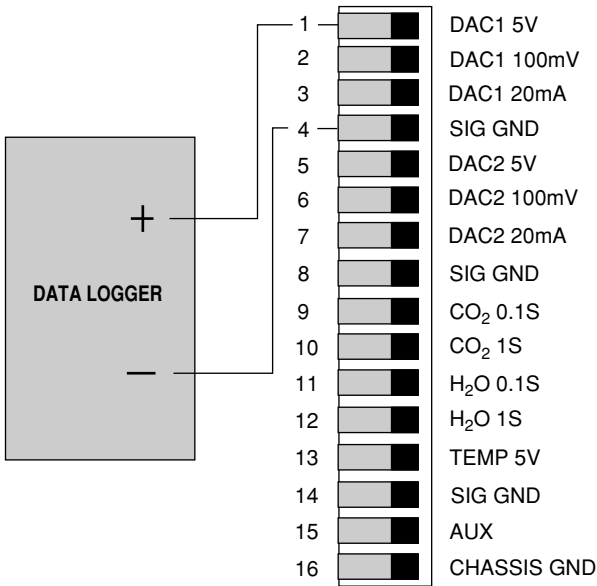 1 DAC1 5V
2 DAC1 100mV
3 DAC1 20mA
4 SIG GND
5 DAC2 5V
6 DAC2 100mV
7 DAC2 20mA
8 SIG GND
9 CO₂ 0.1S
10 CO₂ 1S
11 H₂O 0.1S
12 H₂O 1S
13 TEMP 5V
14 SIG GND
15 AUX
16 CHASSIS GND
+
DATA LOGGER
—